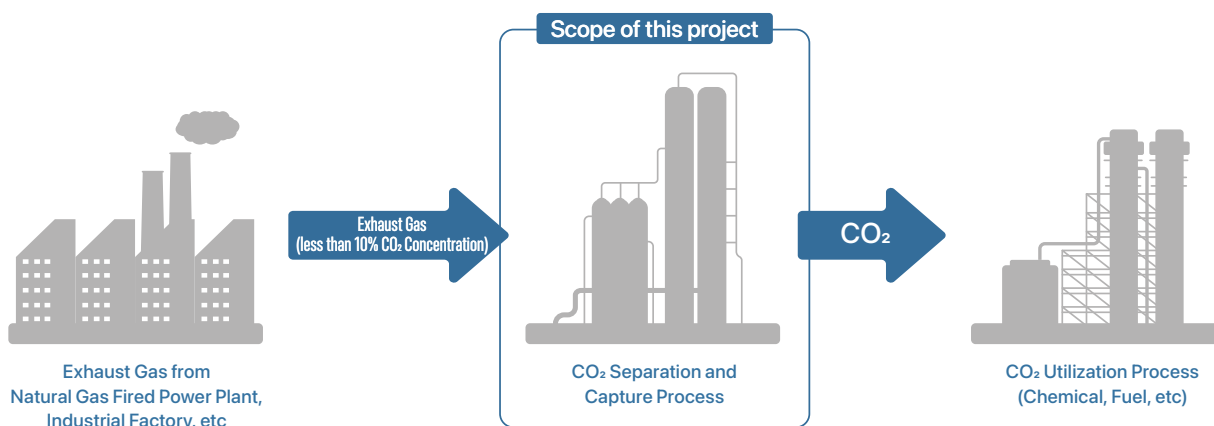 Scope of this project
Exhaust Gas
(less than 10% CO₂ Concentration)
CO₂
Exhaust Gas from
Natural Gas Fired Power Plant,
Industrial Factory, etc
CO₂ Separation and
Capture Process
CO₂ Utilization Process
(Chemical, Fuel, etc)